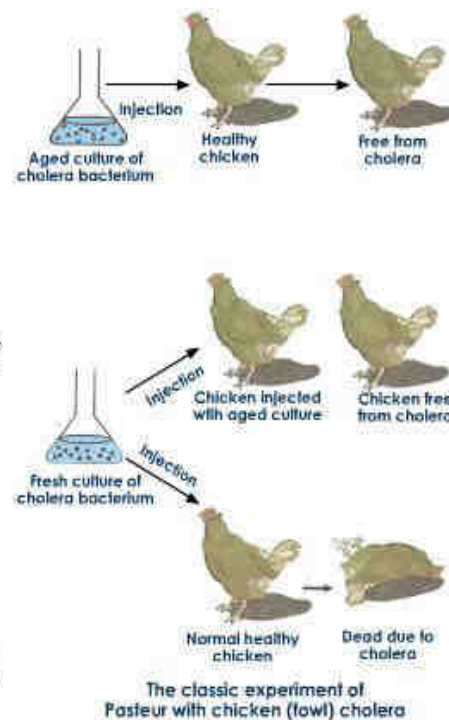 Injection
Aged culture of
cholera bacterium
Healthy
chicken
Free from
cholera
Injection
Chicken injected
with aged culture
Chicken free
from cholera
Fresh culture of
cholera bacterium
Injection
Normal healthy
chicken
Dead due to
cholera
The classic experiment of
Pasteur with chicken (fowl) cholera